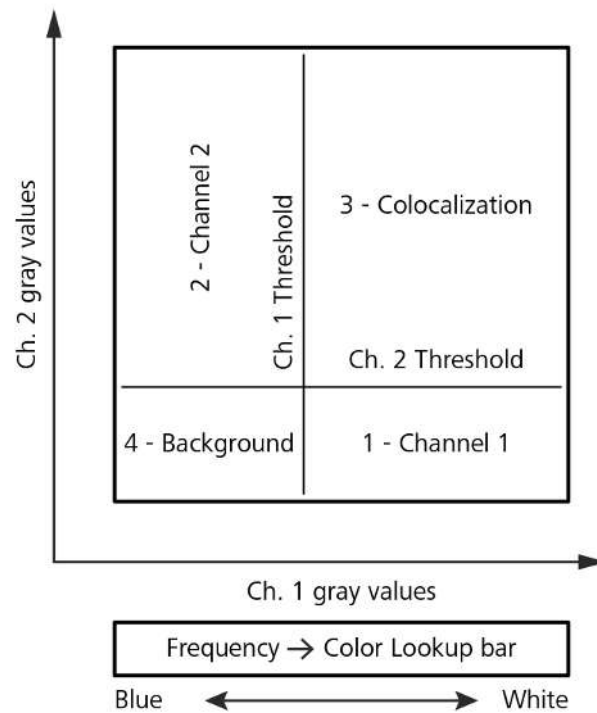 Ch. 2 gray values
2 - Channel 2
Ch. 1 Threshold
3 - Colocalization
Ch. 2 Threshold
4 - Background
1 - Channel 1
Ch. 1 gray values
Frequency → Color Lookup bar
Blue
White